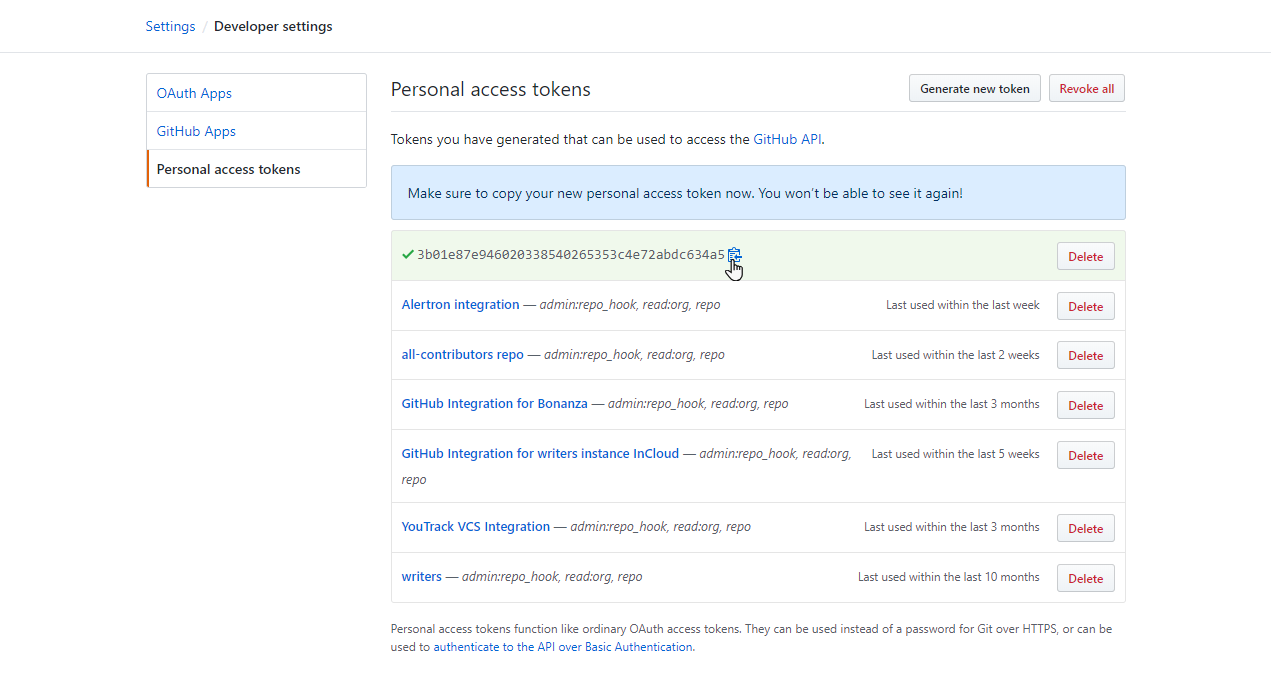 Settings / Developer settings
OAuth Apps
GitHub Apps
Personal access tokens
Personal access tokens
Generate new token
Revoke all
Tokens you have generated that can be used to access the GitHub API.
Make sure to copy your new personal access token now. You won't be able to see it again!
3b01e87e946020338540265353c4e72abdc634a5
Delete
Alertron integration — admin:repo_hook, read:org, repo
Last used within the last week
Delete
all-contributors repo — admin:repo_hook, read:org, repo
Last used within the last 2 weeks
Delete
GitHub Integration for Bonanza — admin:repo_hook, read:org, repo
Last used within the last 3 months
Delete
GitHub Integration for writers instance InCloud — admin:repo_hook, read:org,
repo
Last used within the last 5 weeks
Delete
YouTrack VCS Integration — admin:repo_hook, read:org, repo
Last used within the last 3 months
Delete
writers — admin:repo_hook, read:org, repo
Last used within the last 10 months
Delete
Personal access tokens function like ordinary OAuth access tokens. They can be used instead of a password for Git over HTTPS, or can be
used to authenticate to the API over Basic Authentication.